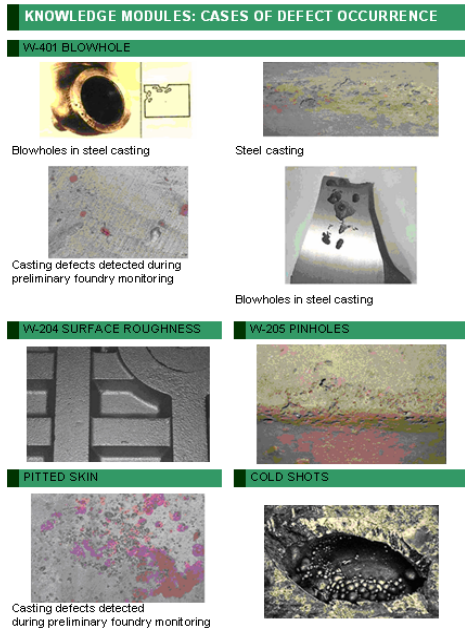 KNOWLEDGE MODULES: CASES OF DEFECT OCCURRENCE
W-401 BLOWHOLE
Blowholes in steel casting
Steel casting
Casting defects detected during
preliminary foundry monitoring
Blowholes in steel casting
W-204 SURFACE ROUGHNESS
W-205 PINHOLES
PITTED SKIN
COLD SHOTS
Casting defects detected
during preliminary foundry monitoring